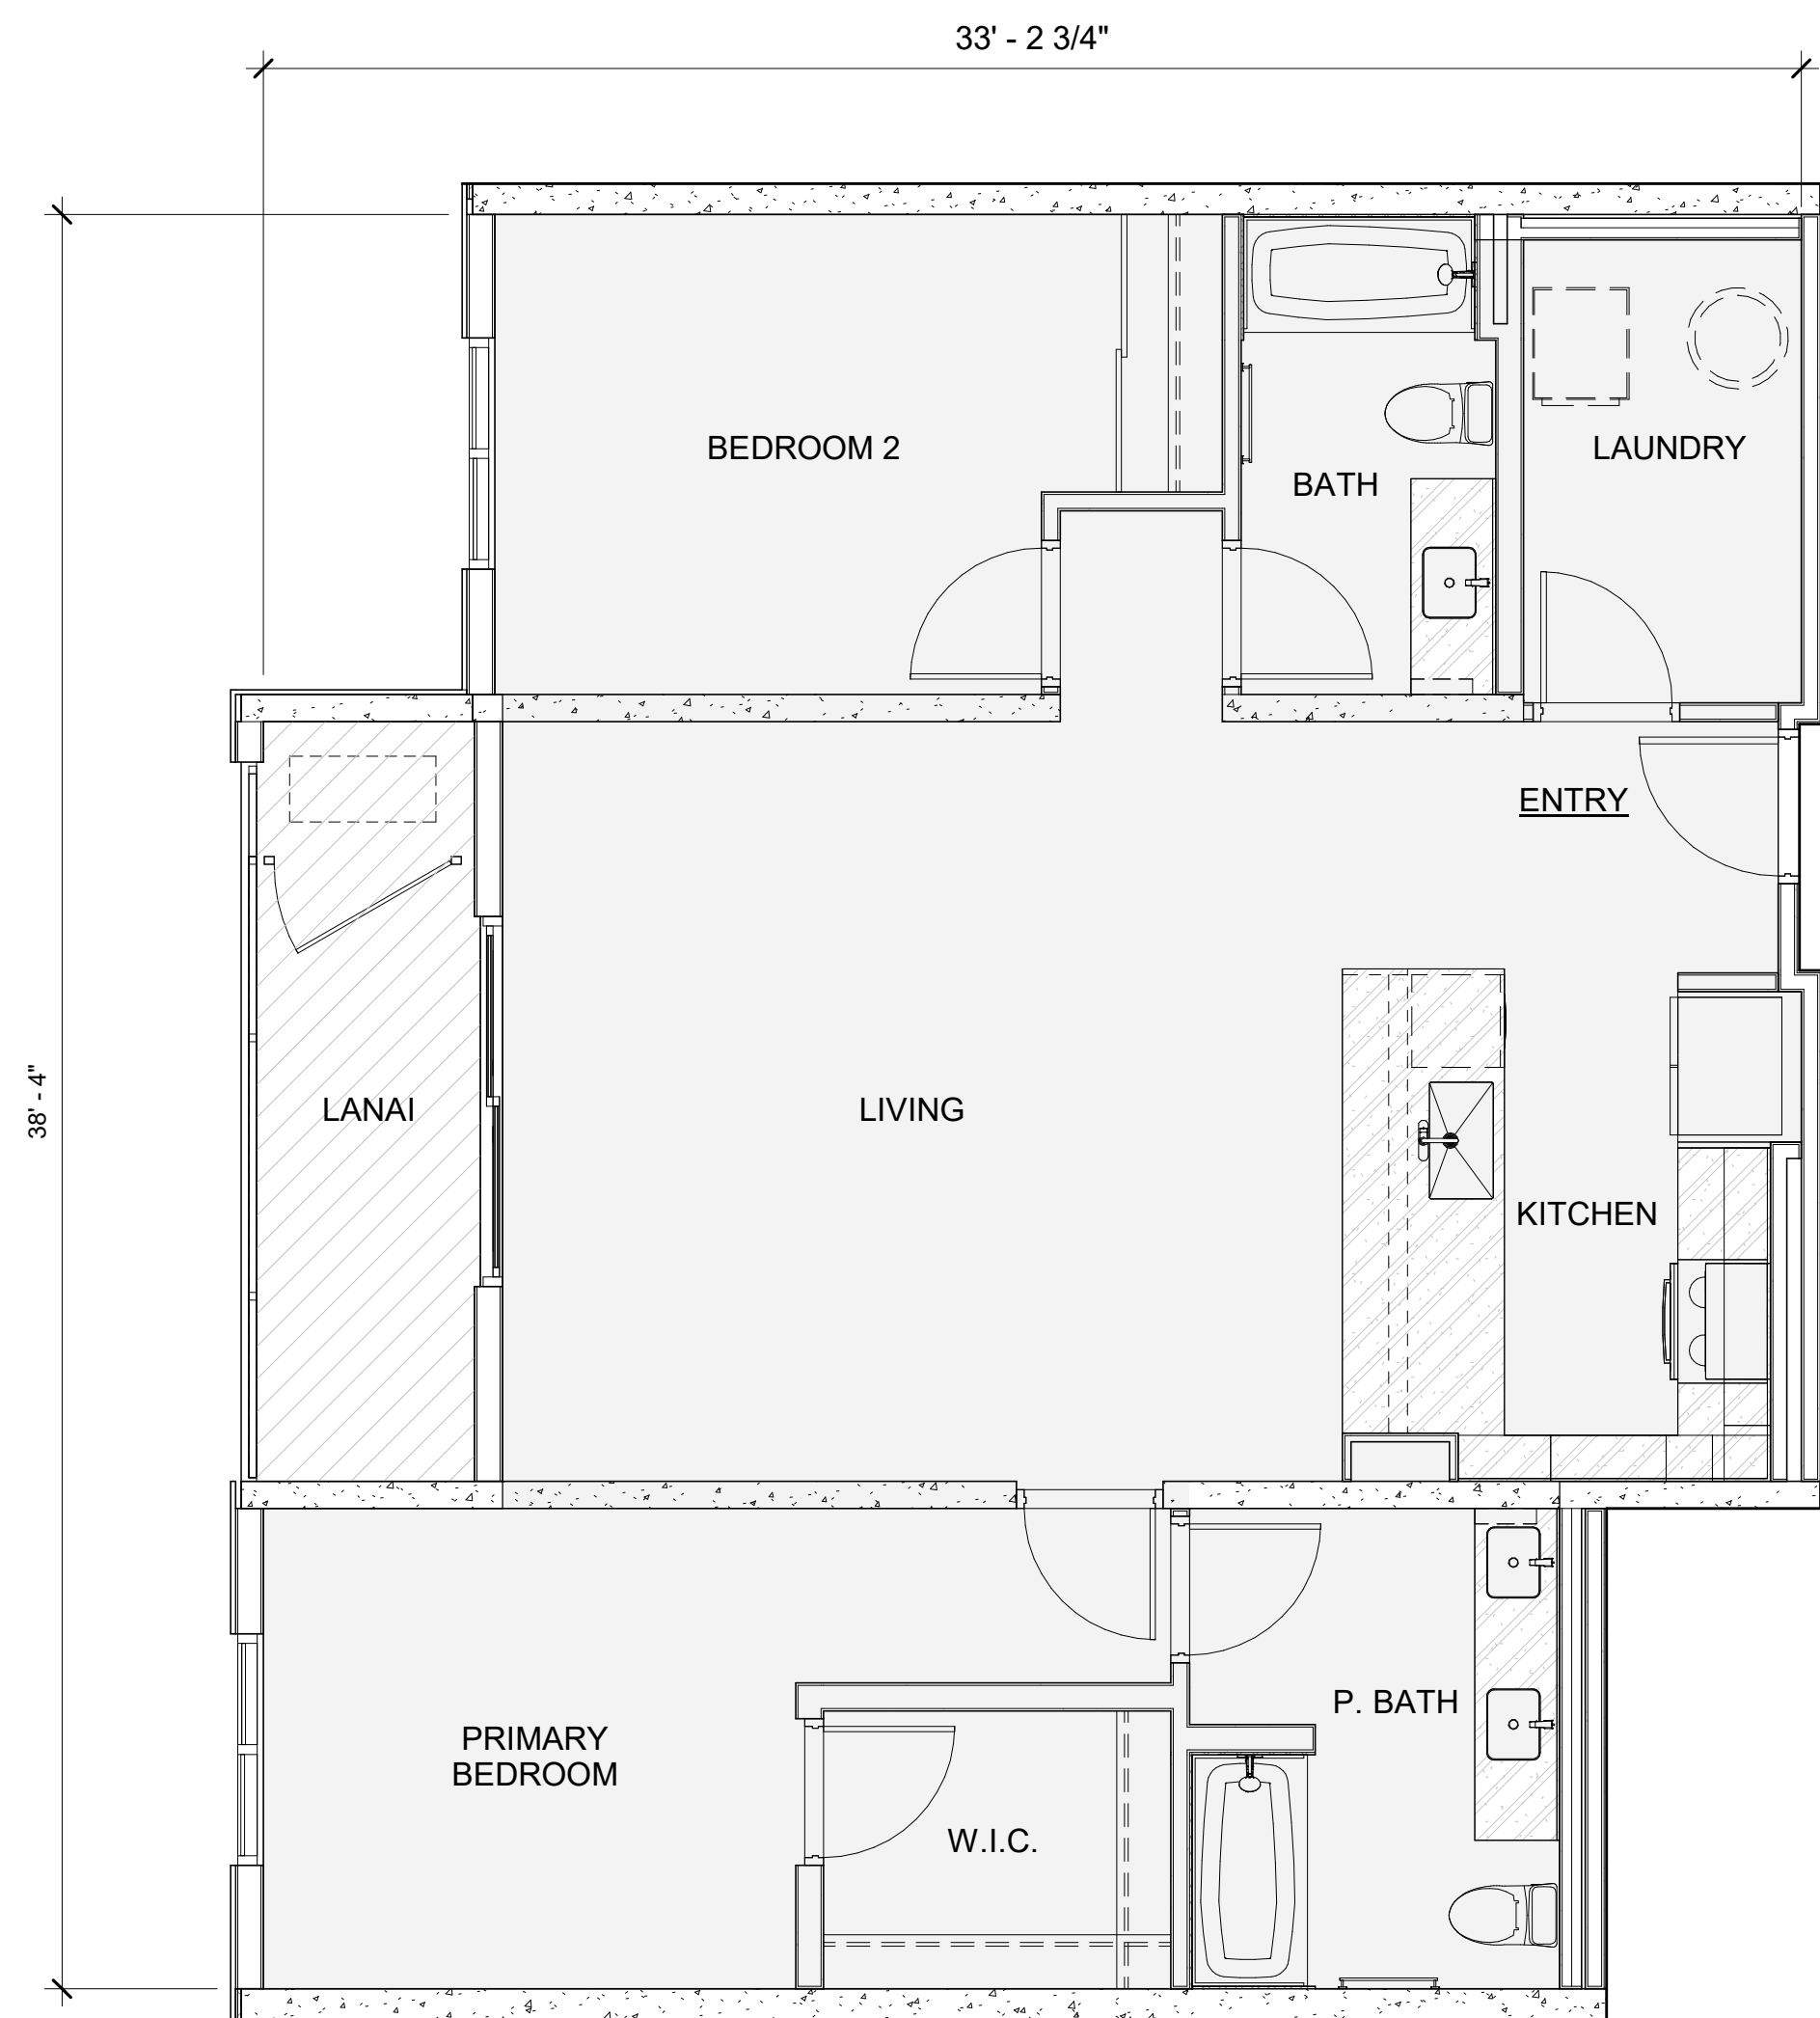 33' - 2 3/4"
BEDROOM 2
LAUNDRY
BATH
ENTRY
38' - 4"
LANAI
LIVING
KITCHEN
P. BATH
PRIMARY
BEDROOM
W.I.C.